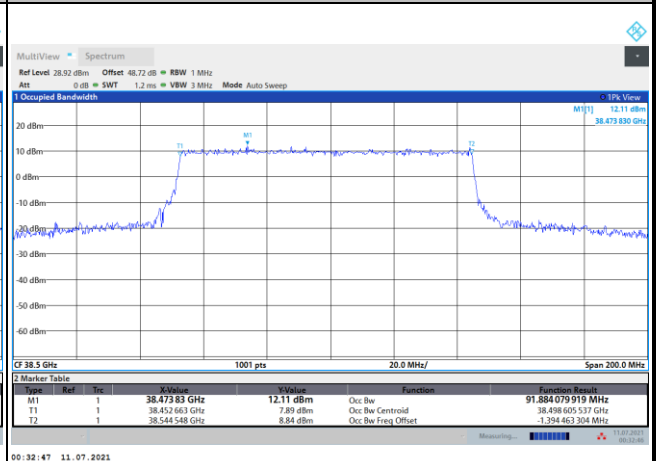 MultiView Spectrum
Ref Level 28.92 dBm Offset 48.72 dB RBW 1 MHz
Att 0 dB SWT 1.2 ms VBW 3 MHz Mode Auto Sweep
1 Occupied Bandwidth 1Pk View
M1[1] 12.11 dBm
38.473 830 GHz
20 dBm
M1
T1
T2
10 dBm
0 dBm
-10 dBm
-20 dBm
-30 dBm
-40 dBm
-50 dBm
-60 dBm
CF 38.5 GHz 1001 pts 20.0 MHz/ Span 200.0 MHz
2 Marker Table
Type Ref Trc X-Value Y-Value Function Function Result
M1 1 38.473 83 GHz 12.11 dBm Occ Bw 91.884 079 919 MHz
T1 1 38.452 663 GHz 7.89 dBm Occ Bw Centroid 38.498 605 537 GHz
T2 1 38.544 548 GHz 8.84 dBm Occ Bw Freq Offset -1.394 463 304 MHz
Measuring... 11.07.2021
00:32:46
00:32:47 11.07.2021